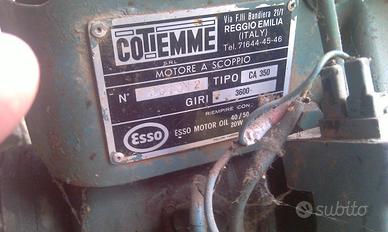 COTIEMME
S.R.L.
Via F.lli Bandiera 21/1
REGGIO EMILIA
(ITALY)
Tel. 71644-45-46
MOTORE A SCOPPIO
N° TIPO CA 350
GIRI 3600
RIEMPIRE CON:
Esso
ESSO MOTOR OIL 40/50
20W
subito